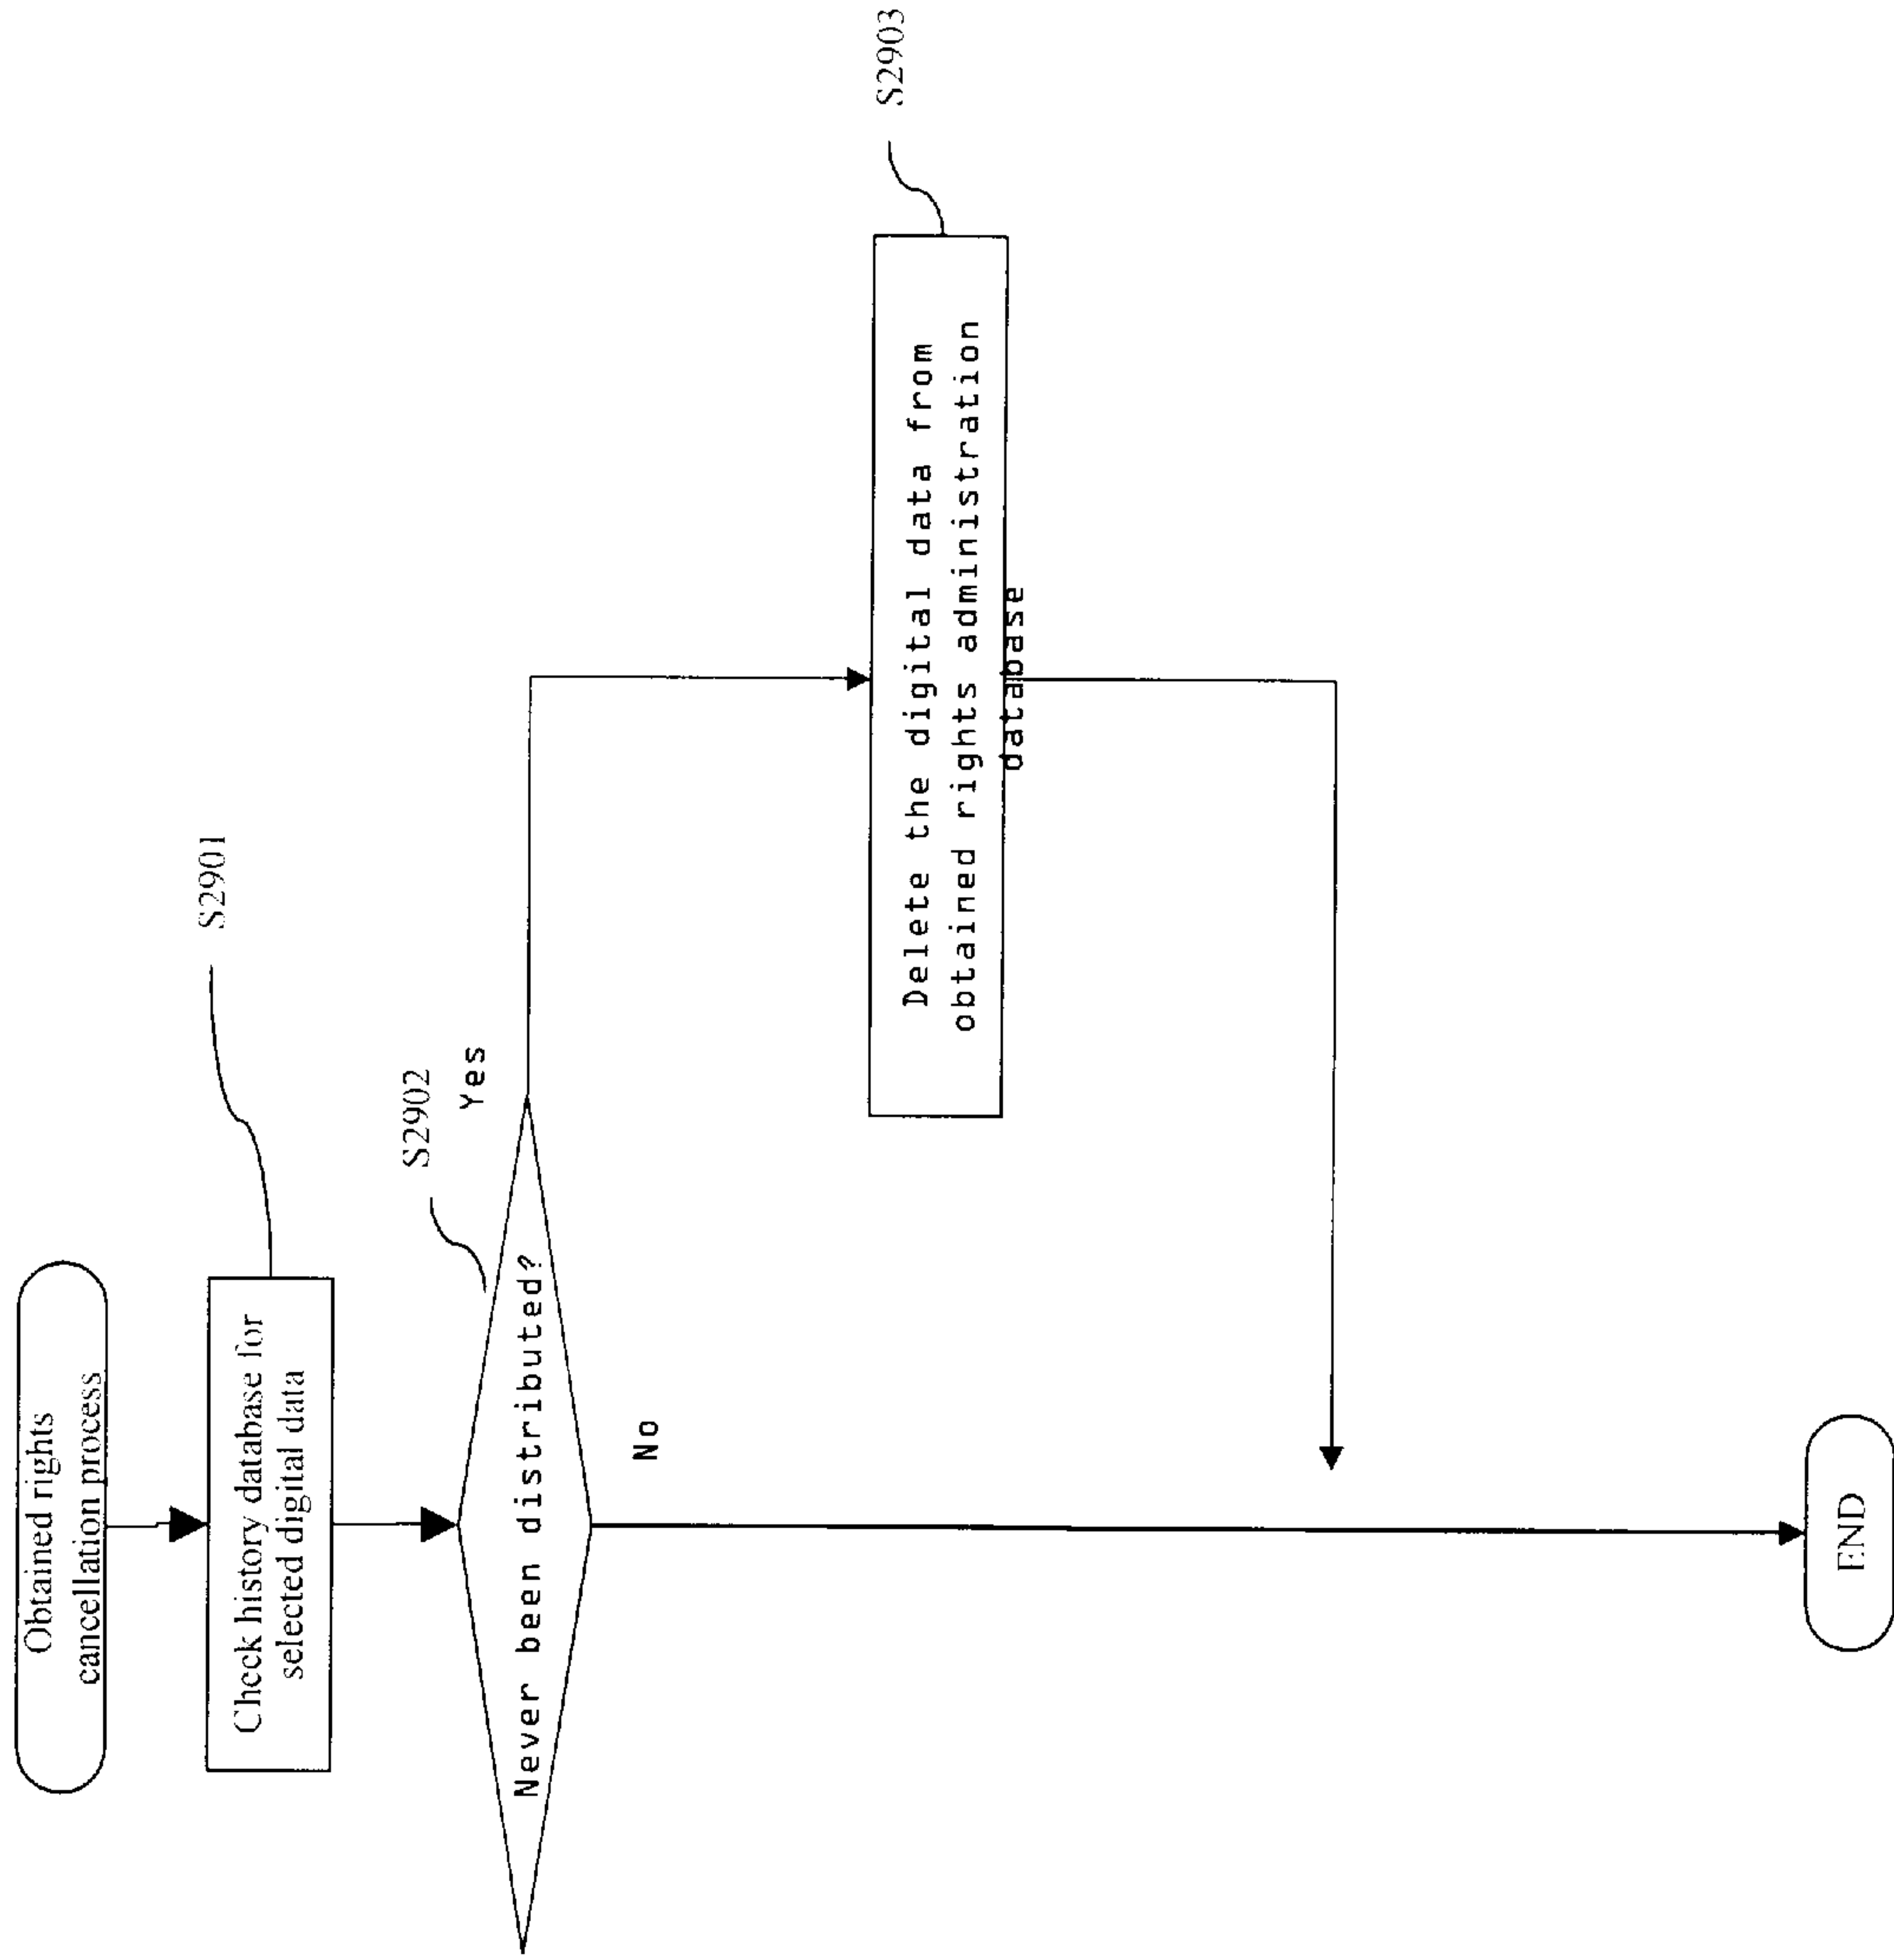 Obtained rights
cancellation process
S2901
Check history database for
selected digital data
S2902
Yes
Never been distributed?
No
S2903
Delete the digital data from
obtained rights administration
database
END